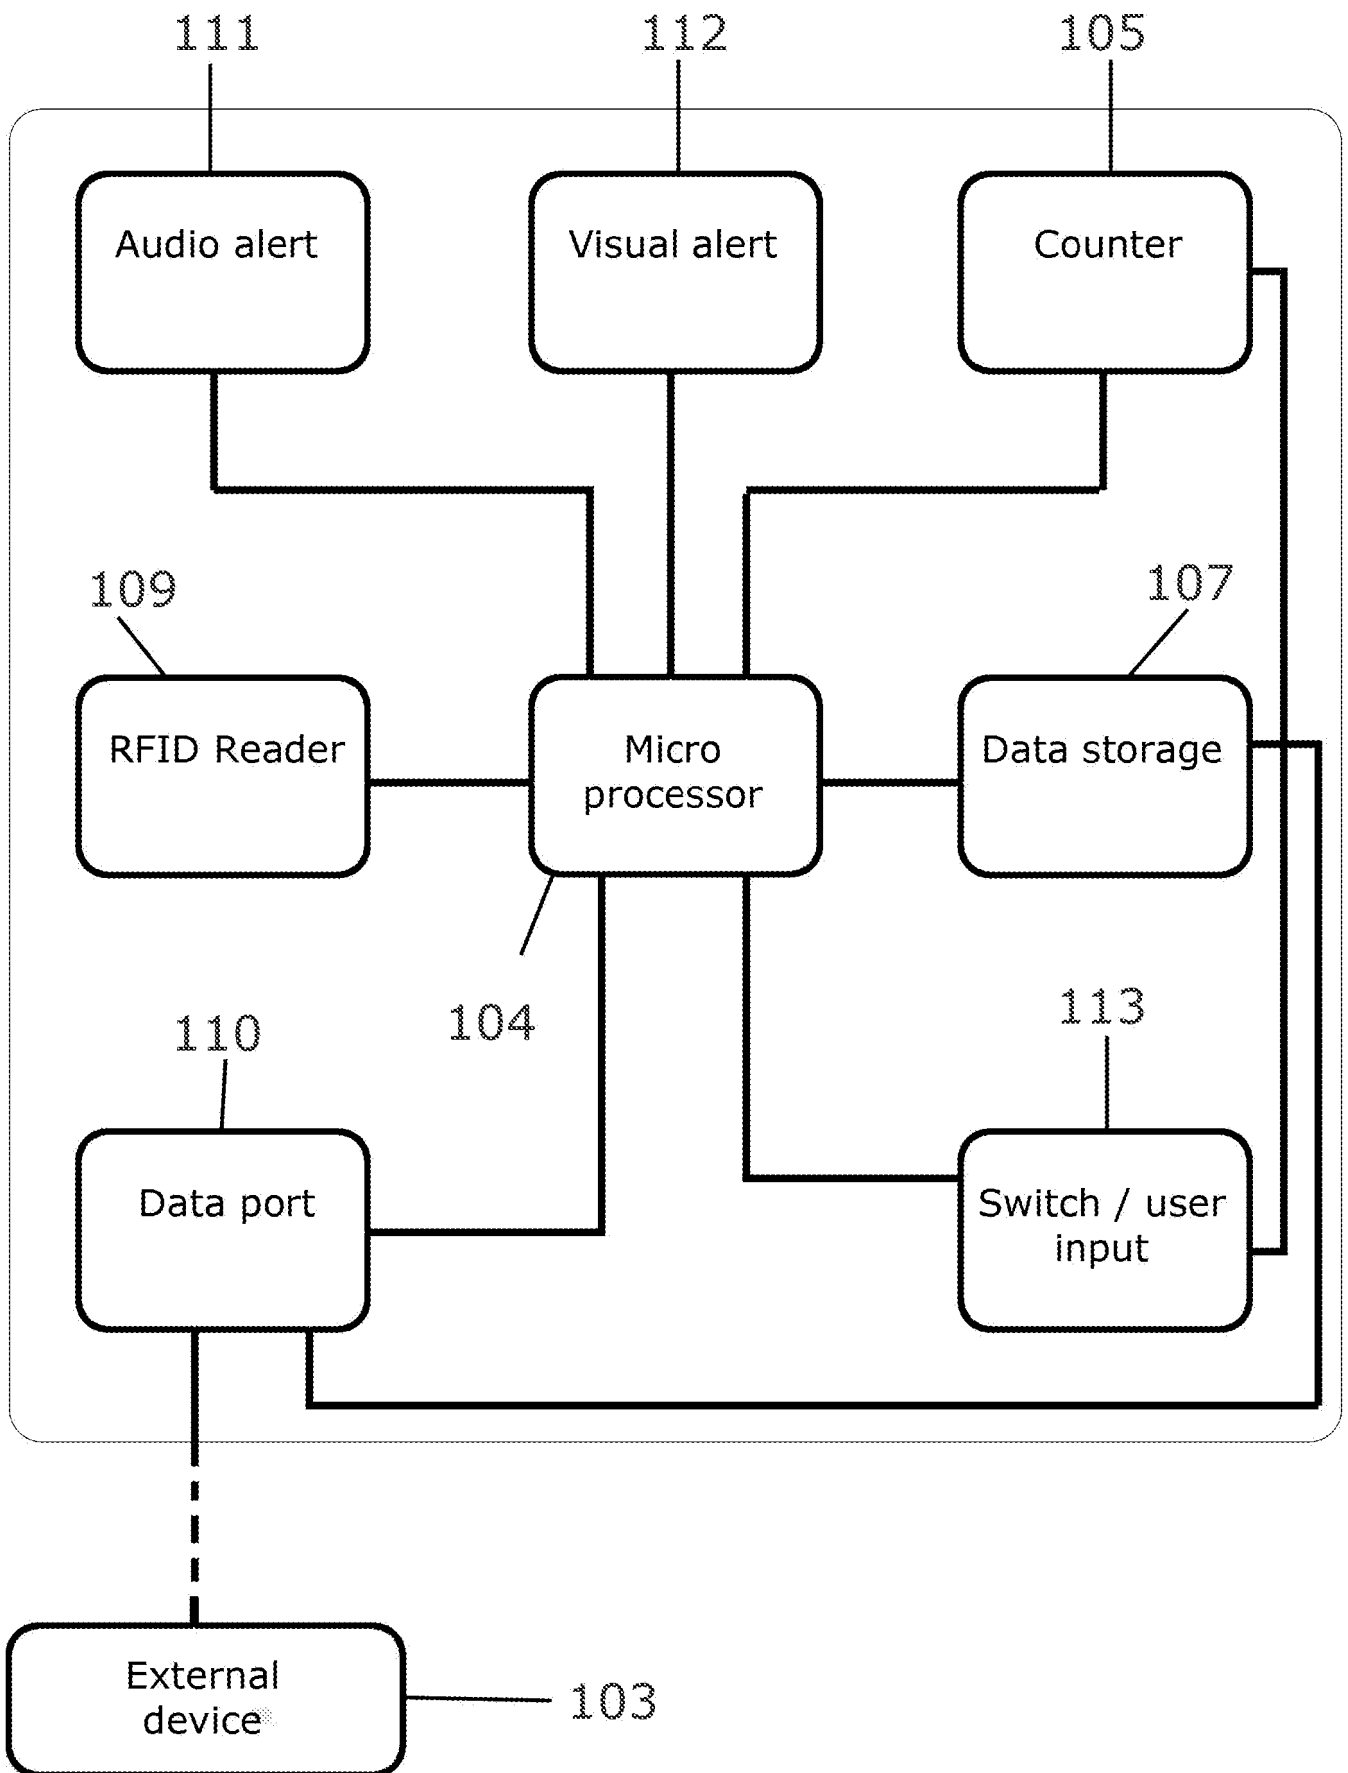 111
112
105
Audio alert
Visual alert
Counter
109
107
RFID Reader
Micro
processor
Data storage
104
110
113
Data port
Switch / user
input
External
device
103